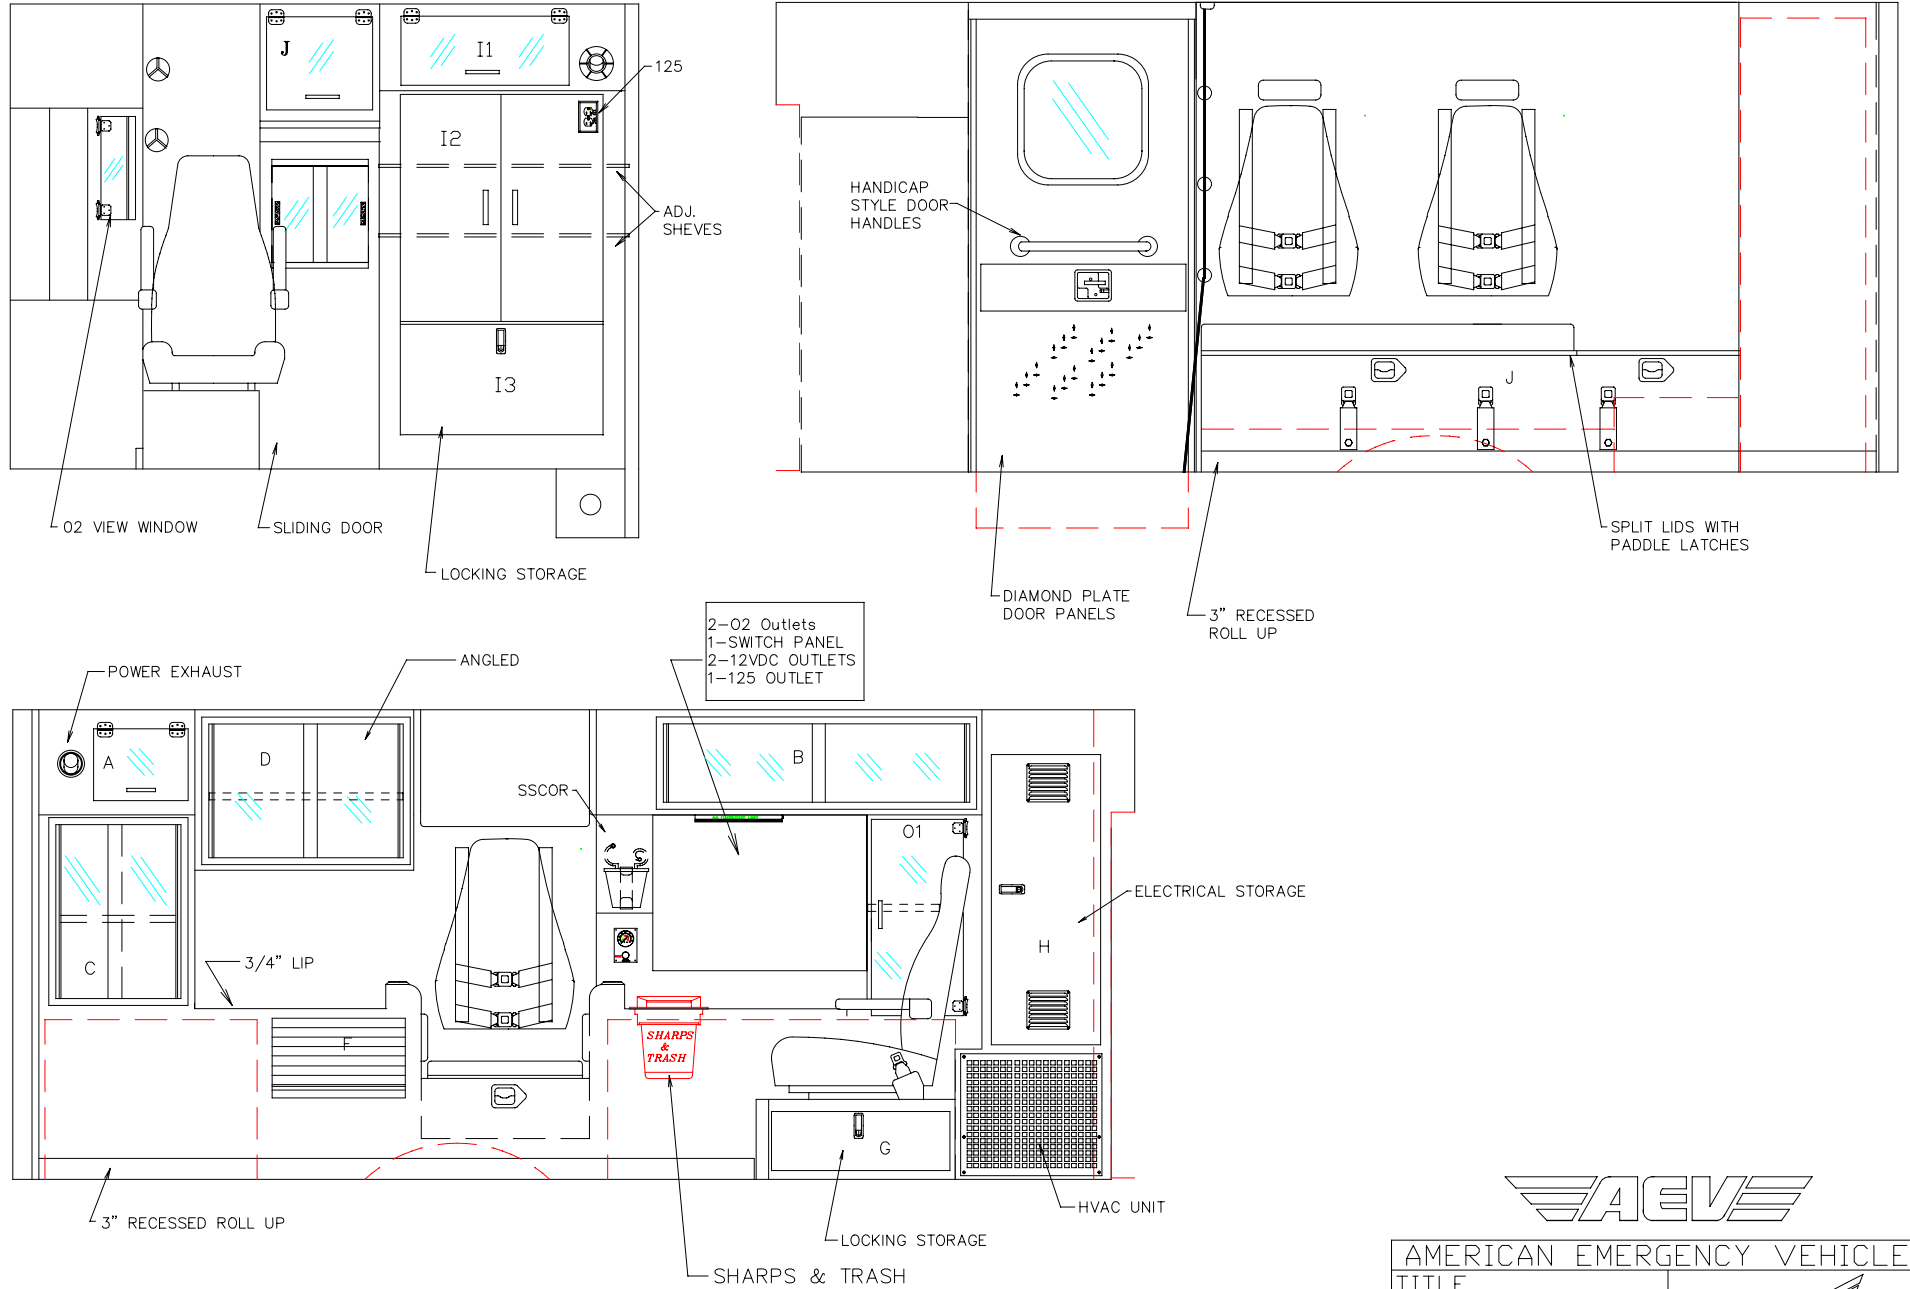 J
I1
125
I2
ADJ.
SHEVES
I3
O2 VIEW WINDOW
SLIDING DOOR
LOCKING STORAGE
HANDICAP
STYLE DOOR
HANDLES
J
SPLIT LIDS WITH
PADDLE LATCHES
DIAMOND PLATE
DOOR PANELS
3" RECESSED
ROLL UP
2-O2 Outlets
1-SWITCH PANEL
2-12VDC OUTLETS
1-125 OUTLET
POWER EXHAUST
ANGLED
A
D
B
SSCOR
O1
ELECTRICAL STORAGE
C
3/4" LIP
H
F
SHARPS
&
TRASH
G
3" RECESSED ROLL UP
HVAC UNIT
LOCKING STORAGE
SHARPS & TRASH
AEV
AMERICAN EMERGENCY VEHICLE
TITLE